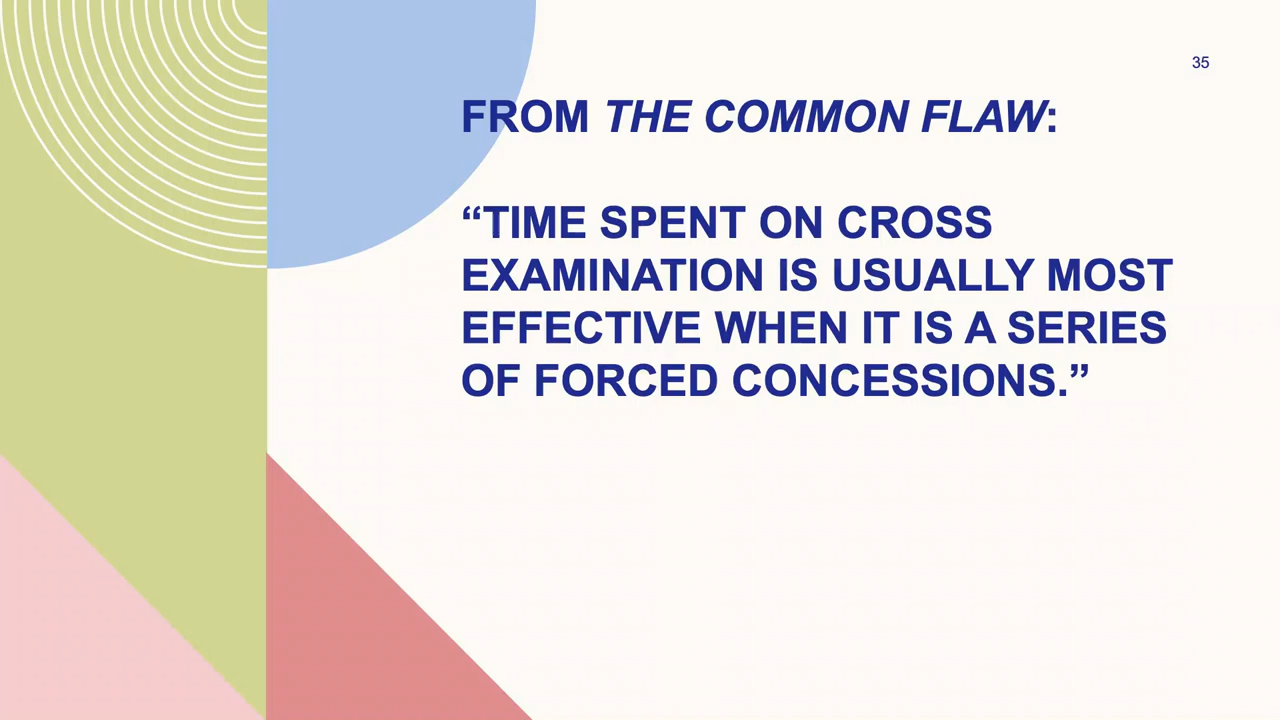 35
FROM THE COMMON FLAW:
“TIME SPENT ON CROSS
EXAMINATION IS USUALLY MOST
EFFECTIVE WHEN IT IS A SERIES
OF FORCED CONCESSIONS.”